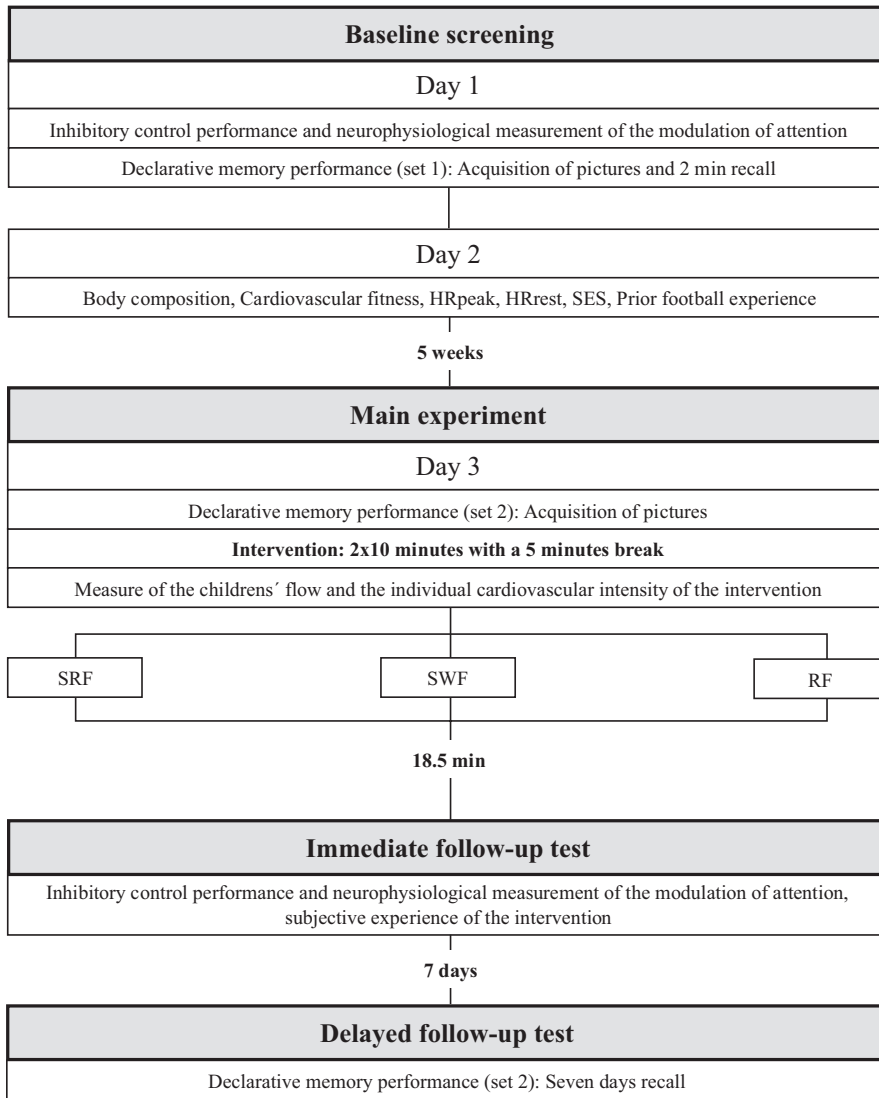 Baseline screening
Day 1
Inhibitory control performance and neurophysiological measurement of the modulation of attention
Declarative memory performance (set 1): Acquisition of pictures and 2 min recall
Day 2
Body composition, Cardiovascular fitness, HRpeak, HRrest, SES, Prior football experience
5 weeks
Main experiment
Day 3
Declarative memory performance (set 2): Acquisition of pictures
Intervention: 2x10 minutes with a 5 minutes break
Measure of the childrens´ flow and the individual cardiovascular intensity of the intervention
SRF SWF RF
18.5 min
Immediate follow-up test
Inhibitory control performance and neurophysiological measurement of the modulation of attention,
subjective experience of the intervention
7 days
Delayed follow-up test
Declarative memory performance (set 2): Seven days recall